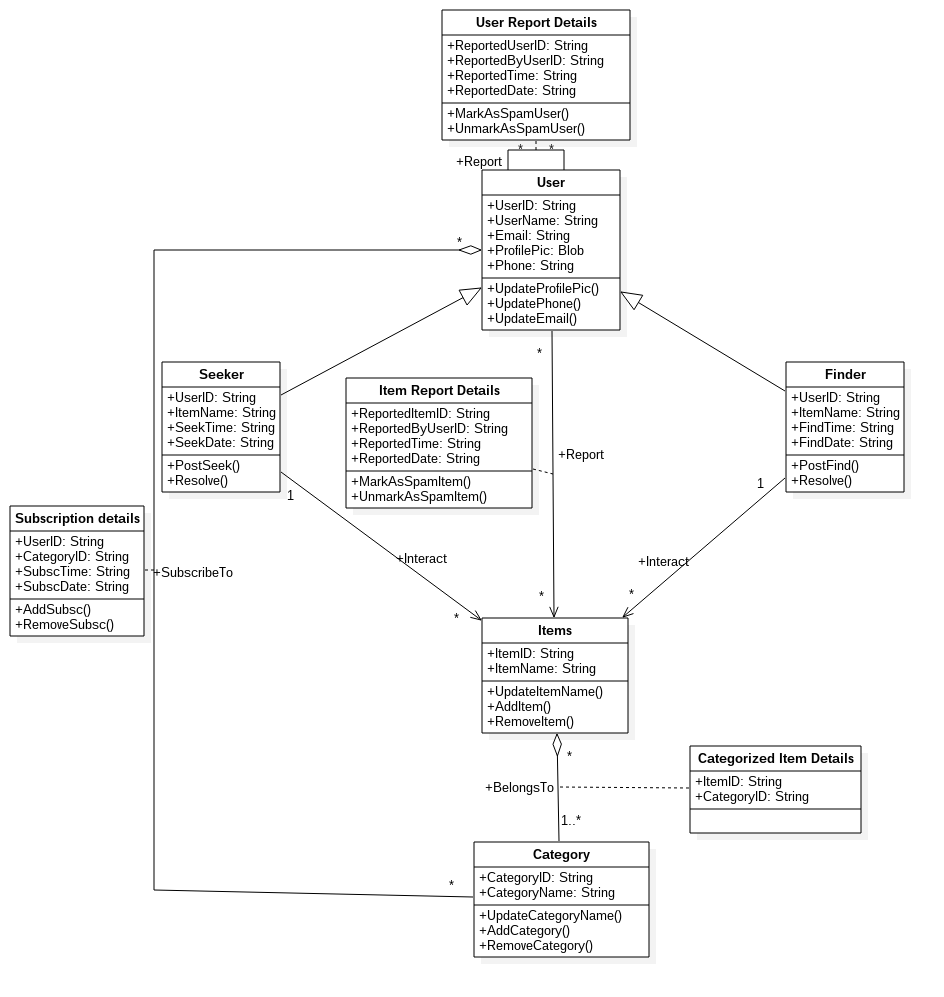 User Report Details
+ReportedUserID: String
+ReportedByUserID: String
+ReportedTime: String
+ReportedDate: String
+MarkAsSpamUser()
+UnmarkAsSpamUser()
* *
+Report
User
+UserID: String
+UserName: String
+Email: String
+ProfilePic: Blob
+Phone: String
+UpdateProfilePic()
+UpdatePhone()
+UpdateEmail()
*
*
Seeker
+UserID: String
+ItemName: String
+SeekTime: String
+SeekDate: String
+PostSeek()
+Resolve()
1
Item Report Details
+ReportedItemID: String
+ReportedByUserID: String
+ReportedTime: String
+ReportedDate: String
+MarkAsSpamItem()
+UnmarkAsSpamItem()
+Report
Finder
+UserID: String
+ItemName: String
+FindTime: String
+FindDate: String
+PostFind()
+Resolve()
1
Subscription details
+UserID: String
+CategoryID: String
+SubscTime: String
+SubscDate: String
+AddSubsc()
+RemoveSubsc()
+SubscribeTo
+Interact
+Interact
*
*
*
Items
+ItemID: String
+ItemName: String
+UpdateItemName()
+AddItem()
+RemoveItem()
*
+BelongsTo
1..*
Categorized Item Details
+ItemID: String
+CategoryID: String
*
Category
+CategoryID: String
+CategoryName: String
+UpdateCategoryName()
+AddCategory()
+RemoveCategory()